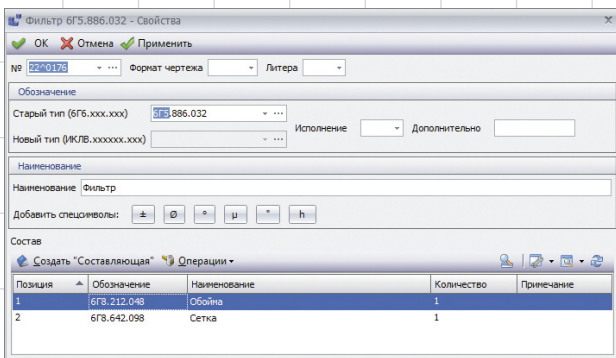 Фильтр 6Г5.886.032 - Свойства
ОК Отмена Применить
№ 22^0176 Формат чертежа Литера
Обозначение
Старый тип (6Г6.xxx.xxx) 6Г5.886.032
Исполнение Дополнительно
Новый тип (ИКЛВ.xxxxxx.xxx)
Наименование
Наименование Фильтр
Добавить спецсимволы: ± Ø ° µ " h
Состав
Создать "Составляющая" Операции
Позиция Обозначение Наименование Количество Примечание
1 6Г8.212.048 Обойма 1
2 6Г8.642.098 Сетка 1